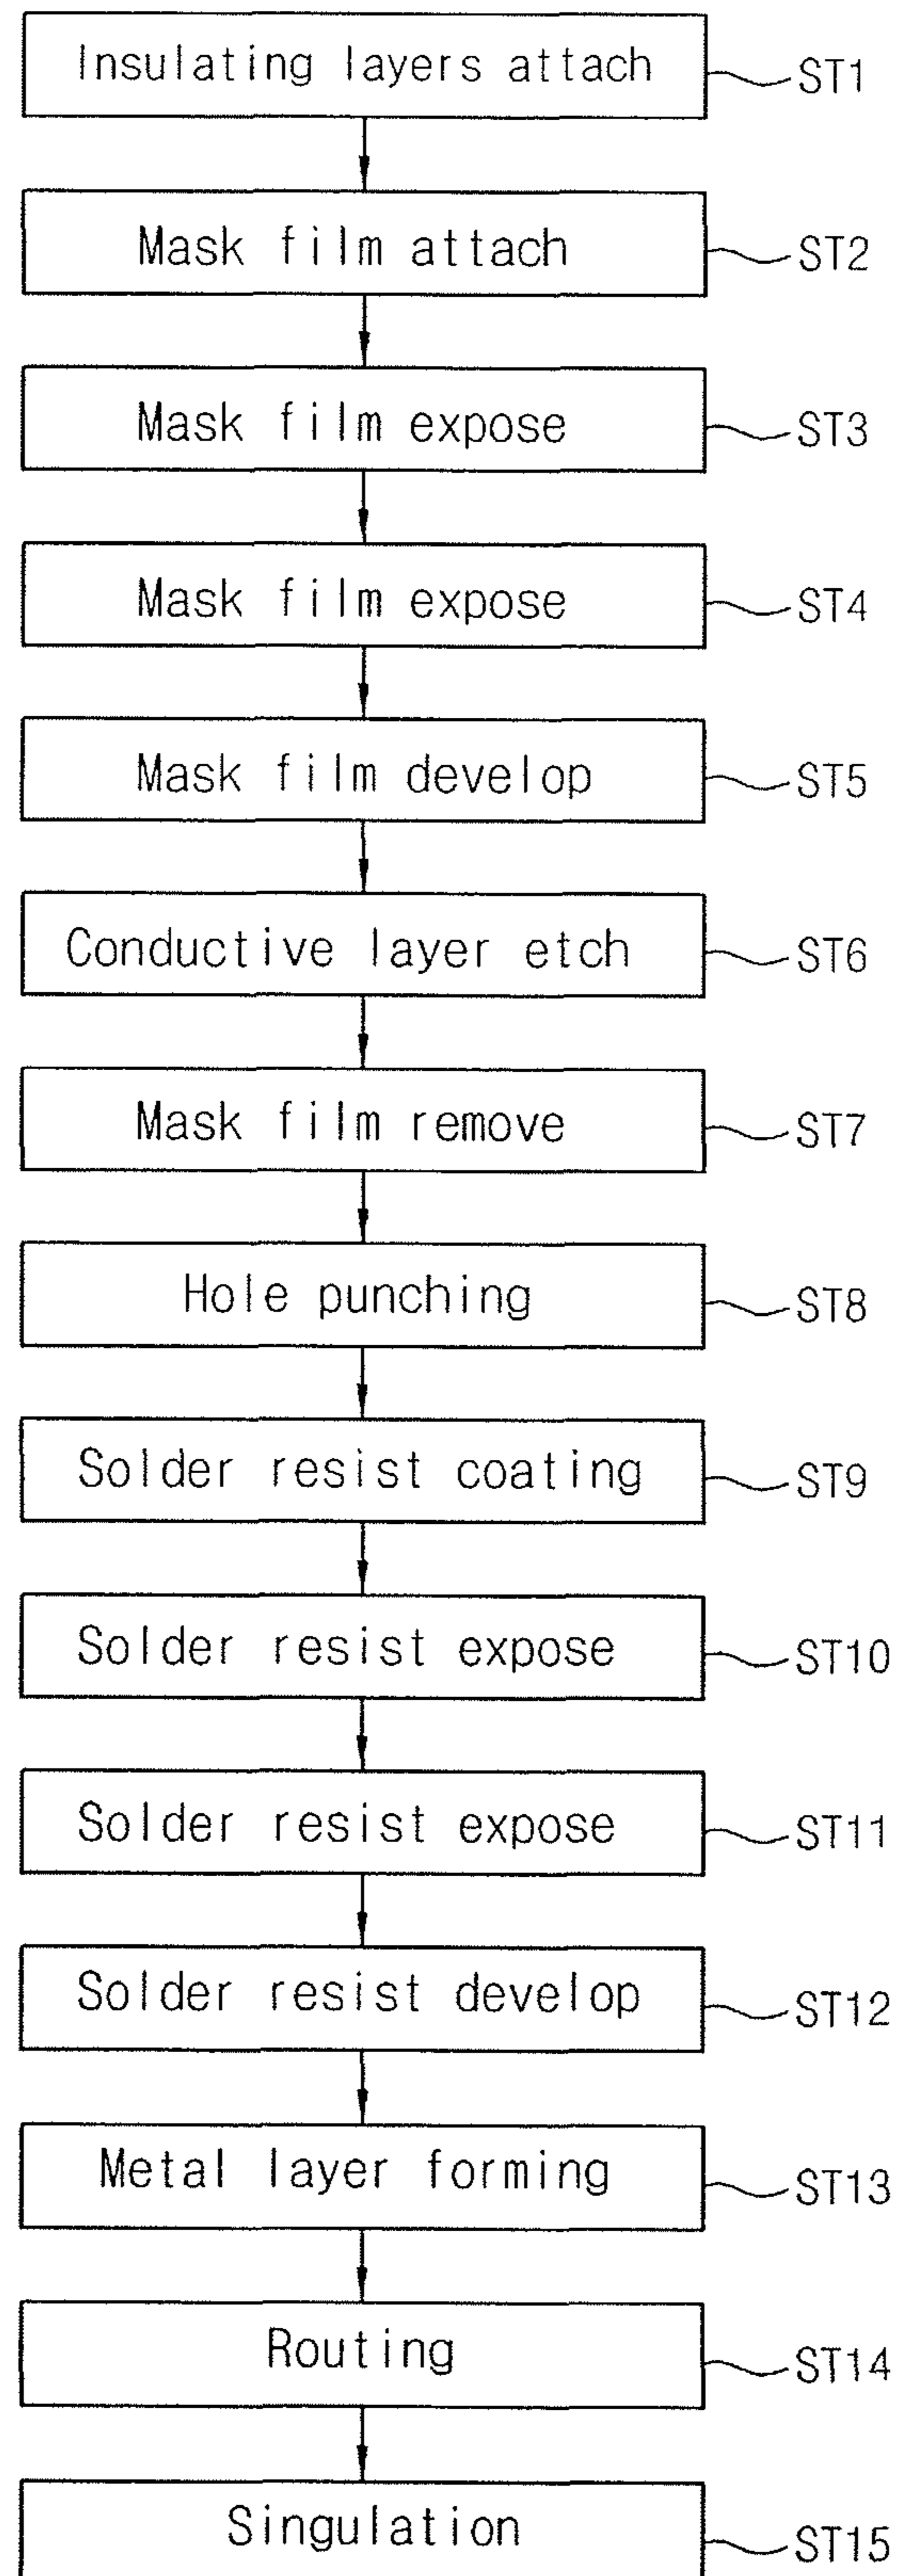 Insulating layers attach ST1
Mask film attach ST2
Mask film expose ST3
Mask film expose ST4
Mask film develop ST5
Conductive layer etch ST6
Mask film remove ST7
Hole punching ST8
Solder resist coating ST9
Solder resist expose ST10
Solder resist expose ST11
Solder resist develop ST12
Metal layer forming ST13
Routing ST14
Singulation ST15